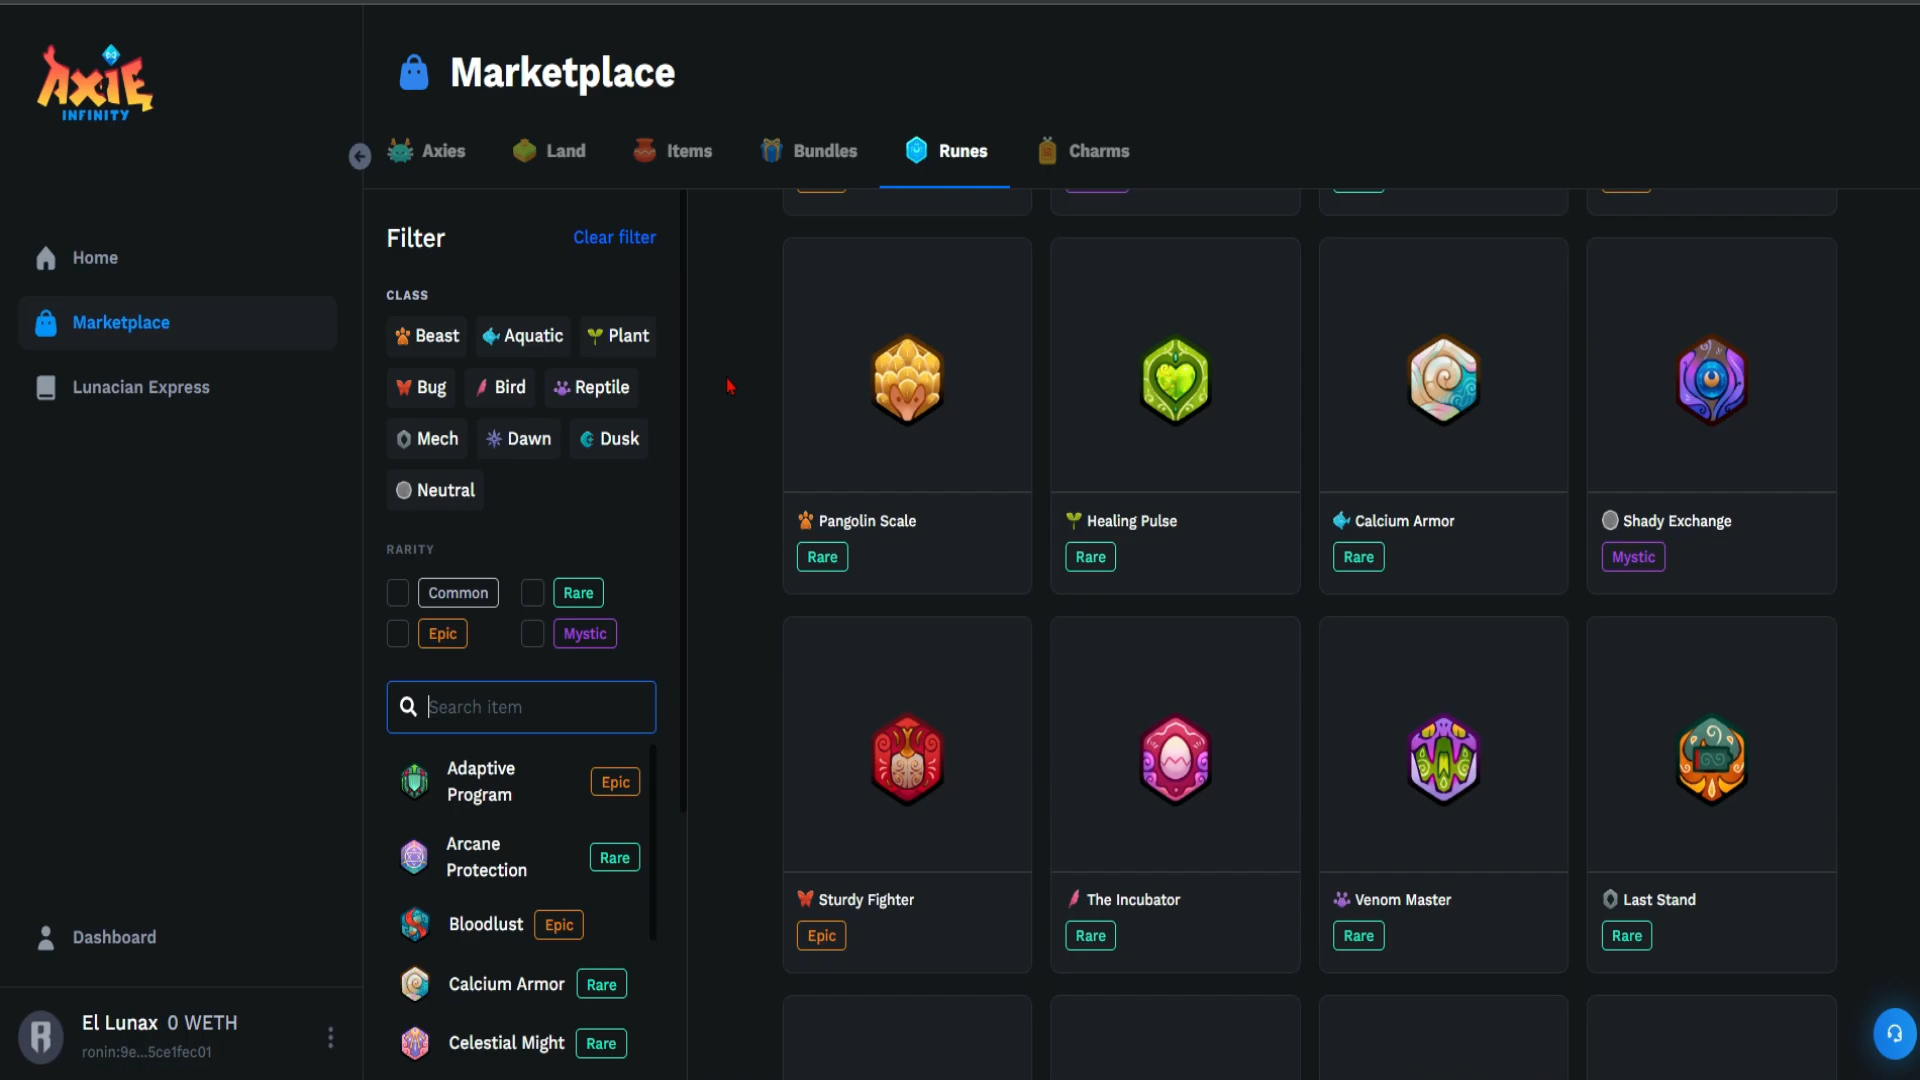 AXIE
INFINITY
Marketplace
Axies
Land
Items
Bundles
Runes
Charms
Home
Marketplace
Lunacian Express
Dashboard
El Lunax 0 WETH
ronin:9e...5ce1fec01
Filter
Clear filter
CLASS
Beast
Aquatic
Plant
Bug
Bird
Reptile
Mech
Dawn
Dusk
Neutral
RARITY
Common
Rare
Epic
Mystic
Search item
Adaptive
Program
Epic
Arcane
Protection
Rare
Bloodlust
Epic
Calcium Armor
Rare
Celestial Might
Rare
Pangolin Scale
Rare
Healing Pulse
Rare
Calcium Armor
Rare
Shady Exchange
Mystic
Sturdy Fighter
Epic
The Incubator
Rare
Venom Master
Rare
Last Stand
Rare